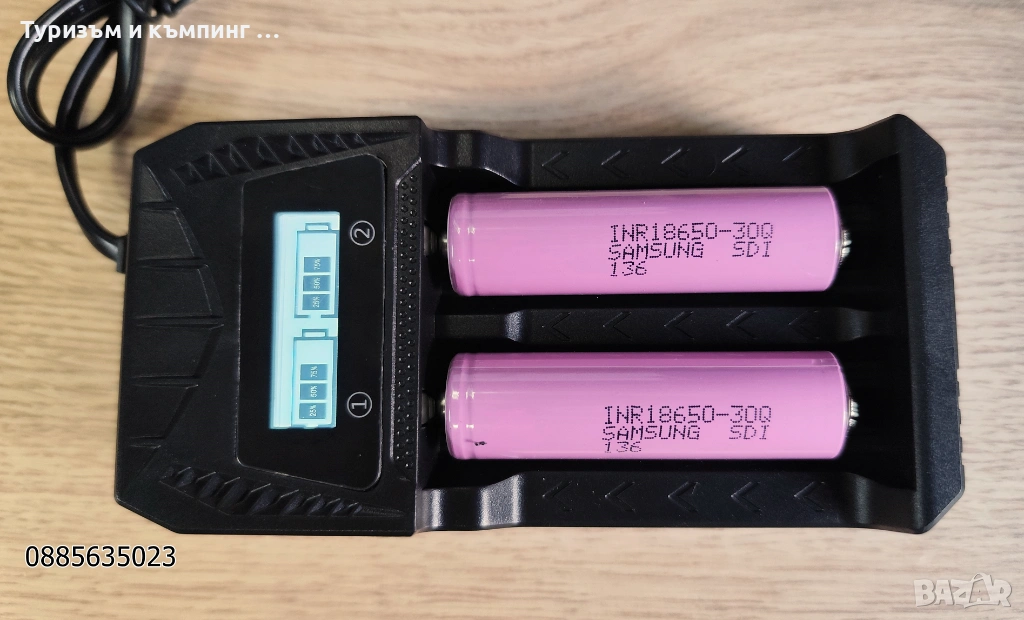 Туризъм и къмпинг ...
②
75%
50%
25%
①
75%
50%
25%
INR18650-30Q
SAMSUNG SDI
136
INR18650-30Q
SAMSUNG SDI
136
0885635023
BAZAR